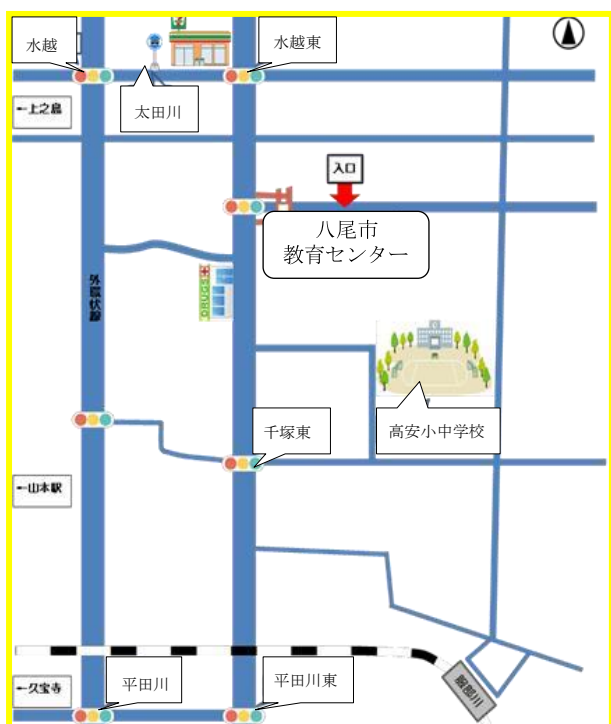 水越
水越東
←上之島
太田川
入口
八尾市
教育センター
外環状線
DRUGS
千塚東
高安小中学校
←山本駅
平田川
平田川東
←久宝寺
服部川